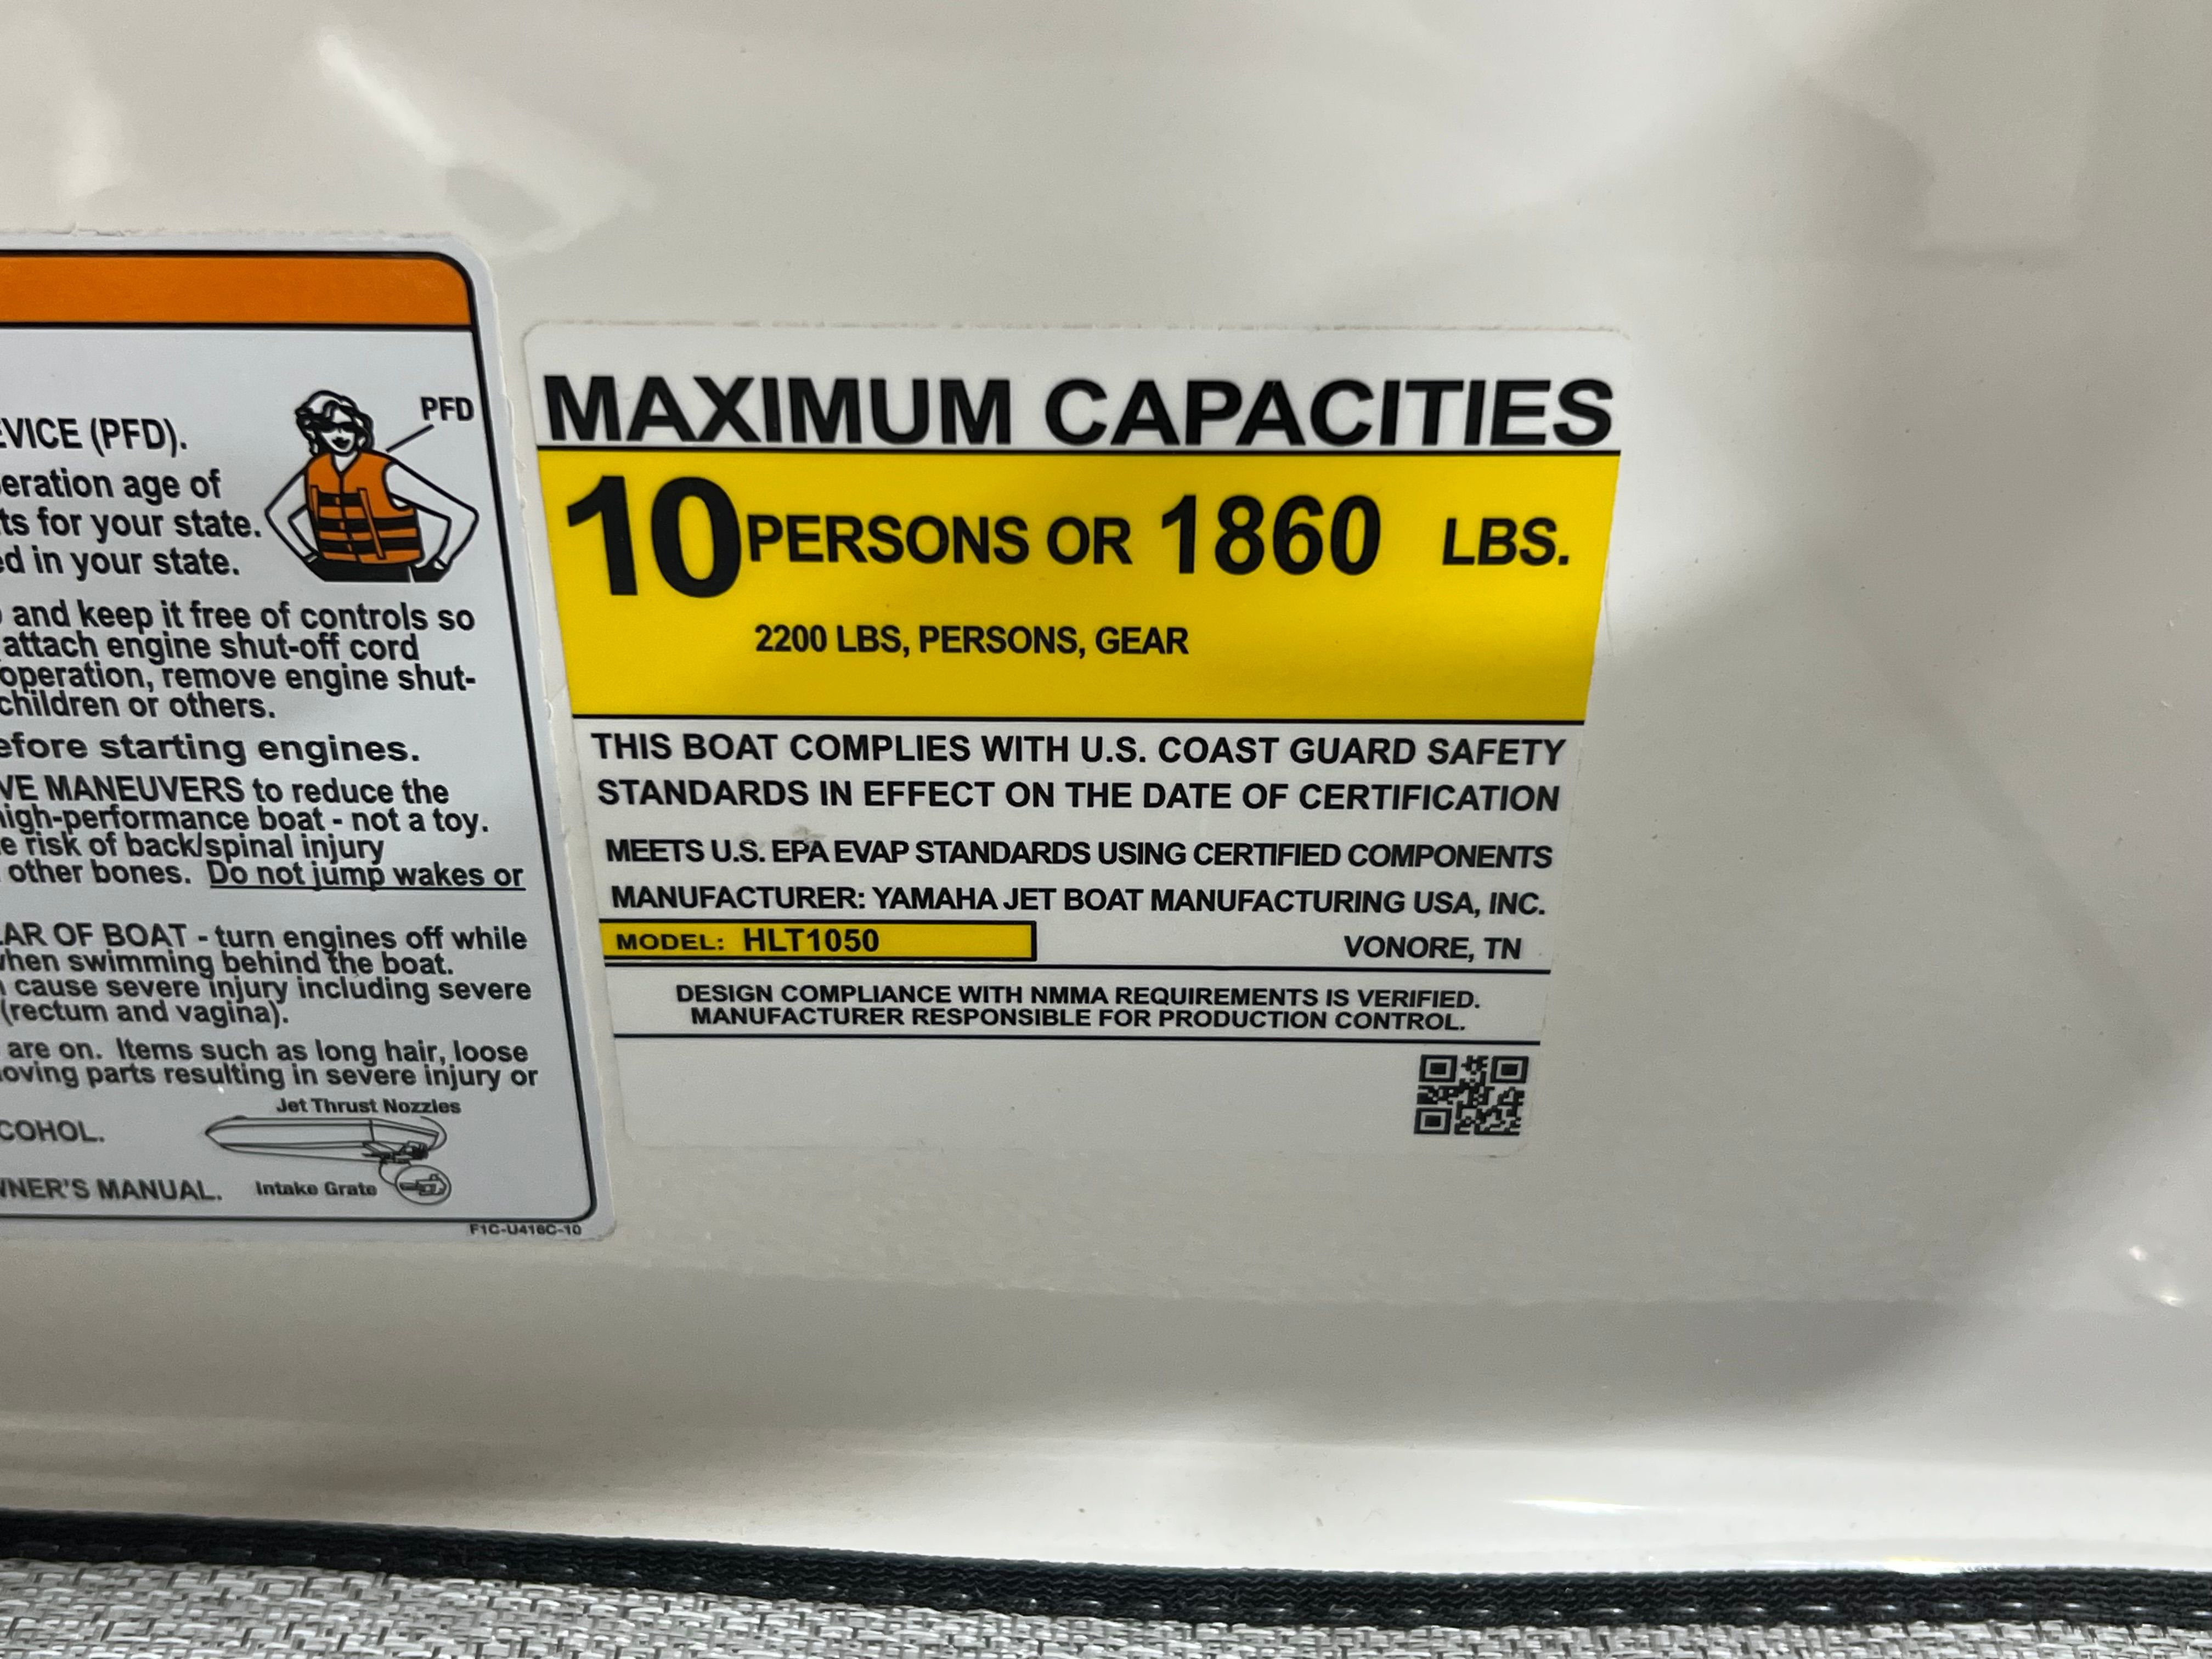 PFD
EVICE (PFD).
eration age of
ts for your state.
ed in your state.
and keep it free of controls so
attach engine shut-off cord
operation, remove engine shut-
children or others.
efore starting engines.
VE MANEUVERS to reduce the
high-performance boat - not a toy.
e risk of back/spinal injury
other bones. Do not jump wakes or
EAR OF BOAT - turn engines off while
when swimming behind the boat.
cause severe injury including severe
(rectum and vagina).
are on. Items such as long hair, loose
oving parts resulting in severe injury or
Jet Thrust Nozzles
COHOL.
WNER'S MANUAL.
Intake Grate
F1C-U416C-10
MAXIMUM CAPACITIES
10 PERSONS OR 1860 LBS.
2200 LBS, PERSONS, GEAR
THIS BOAT COMPLIES WITH U.S. COAST GUARD SAFETY
STANDARDS IN EFFECT ON THE DATE OF CERTIFICATION
MEETS U.S. EPA EVAP STANDARDS USING CERTIFIED COMPONENTS
MANUFACTURER: YAMAHA JET BOAT MANUFACTURING USA, INC.
MODEL: HLT1050 VONORE, TN
DESIGN COMPLIANCE WITH NMMA REQUIREMENTS IS VERIFIED.
MANUFACTURER RESPONSIBLE FOR PRODUCTION CONTROL.